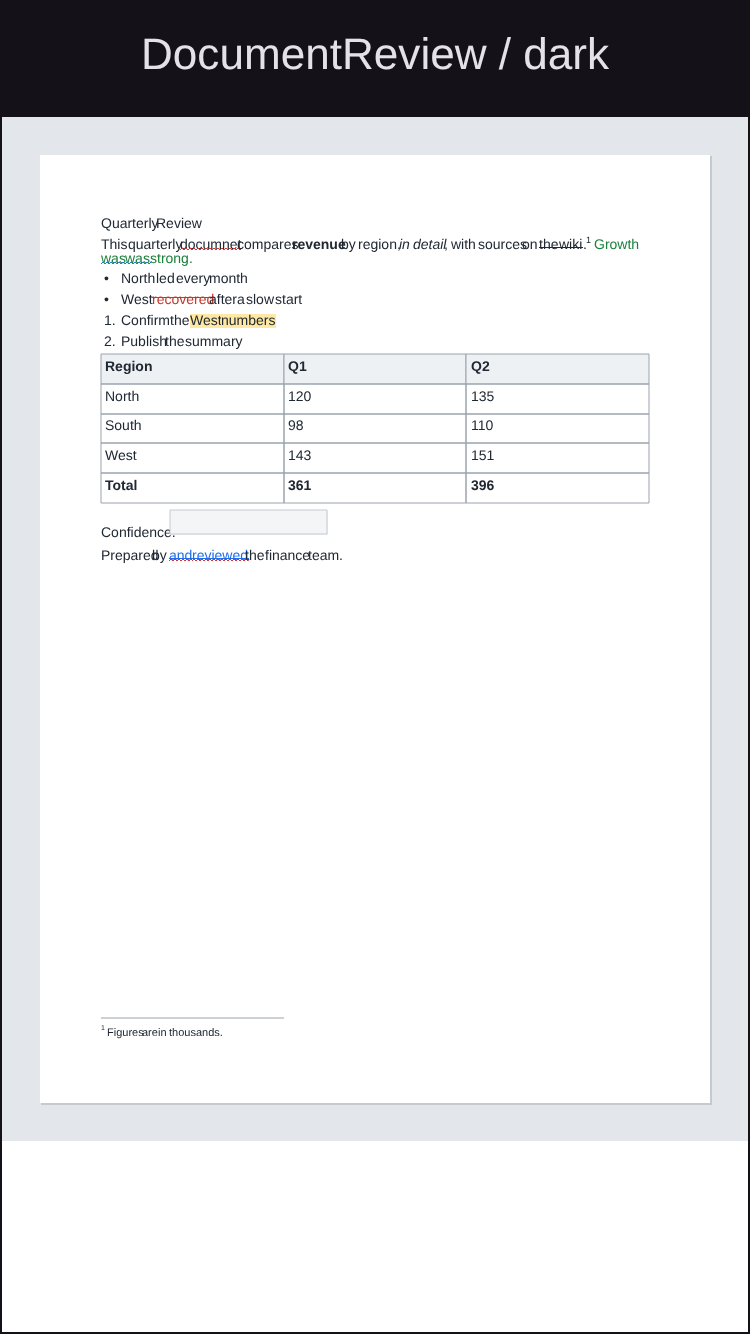 DocumentReview / dark
Quarterly Review
This quarterly documnet compares revenue by region, in detail, with sources on the wiki.1 Growth
was was strong.
• North led every month
• West recovered after a slow start
1. Confirm the West numbers
2. Publish the summary
Region Q1 Q2
North 120 135
South 98 110
West 143 151
Total 361 396
Confidence:
Prepared by and reviewed the finance team.
1 Figures are in thousands.